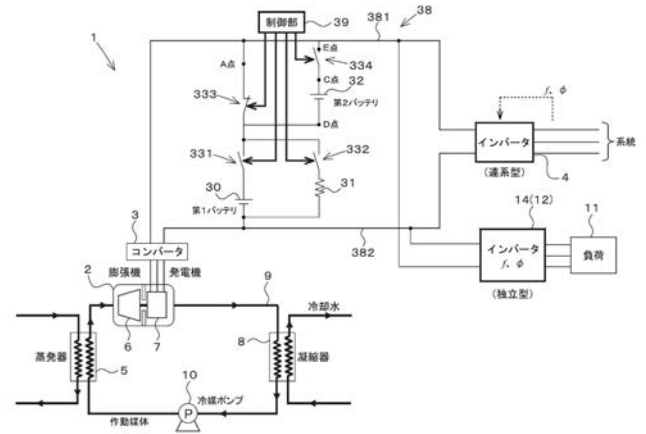 制御部
39
381
38
1
A点
E点
334
C点
32
第2バッテリ
333
D点
f、φ
インバータ
系統
(連系型)
4
331
332
30
31
第1バッテリ
14(12)
11
インバータ
f、φ
負荷
(独立型)
3
コンバータ
382
2
膨張機
発電機
9
冷却水
6
7
蒸発器
5
8
凝縮器
10
冷媒ポンプ
P
作動媒体